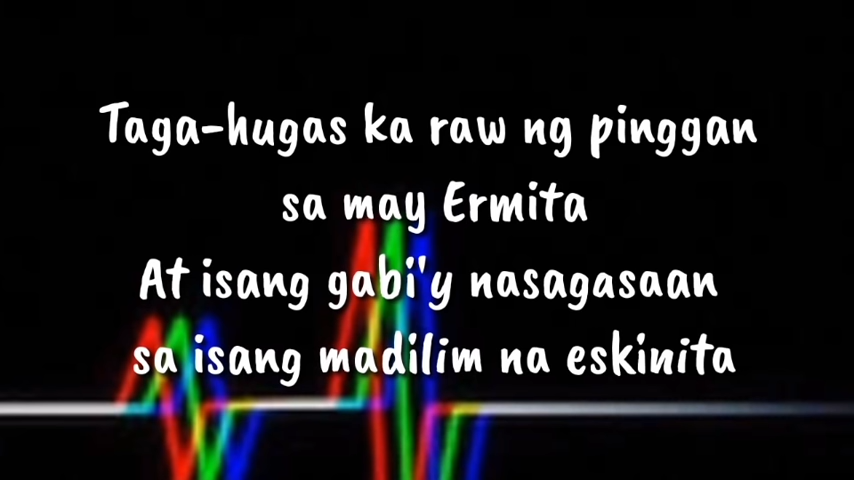 Taga-hugas ka raw ng pinggan
sa may Ermita
At isang gabi'y nasagasaan
sa isang madilim na eskinita